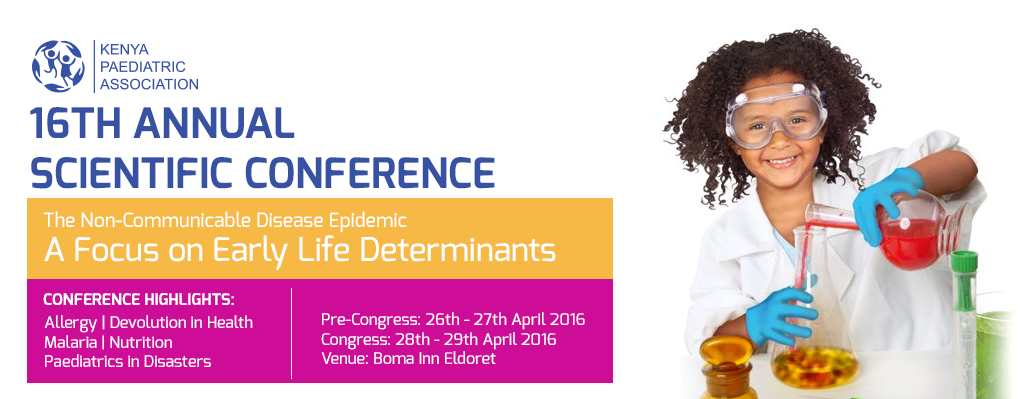 KENYA
PAEDIATRIC
ASSOCIATION
16TH ANNUAL
SCIENTIFIC CONFERENCE
The Non-Communicable Disease Epidemic
A Focus on Early Life Determinants
CONFERENCE HIGHLIGHTS:
Allergy | Devolution in Health
Malaria | Nutrition
Paediatrics in Disasters
Pre-Congress: 26th - 27th April 2016
Congress: 28th - 29th April 2016
Venue: Boma Inn Eldoret